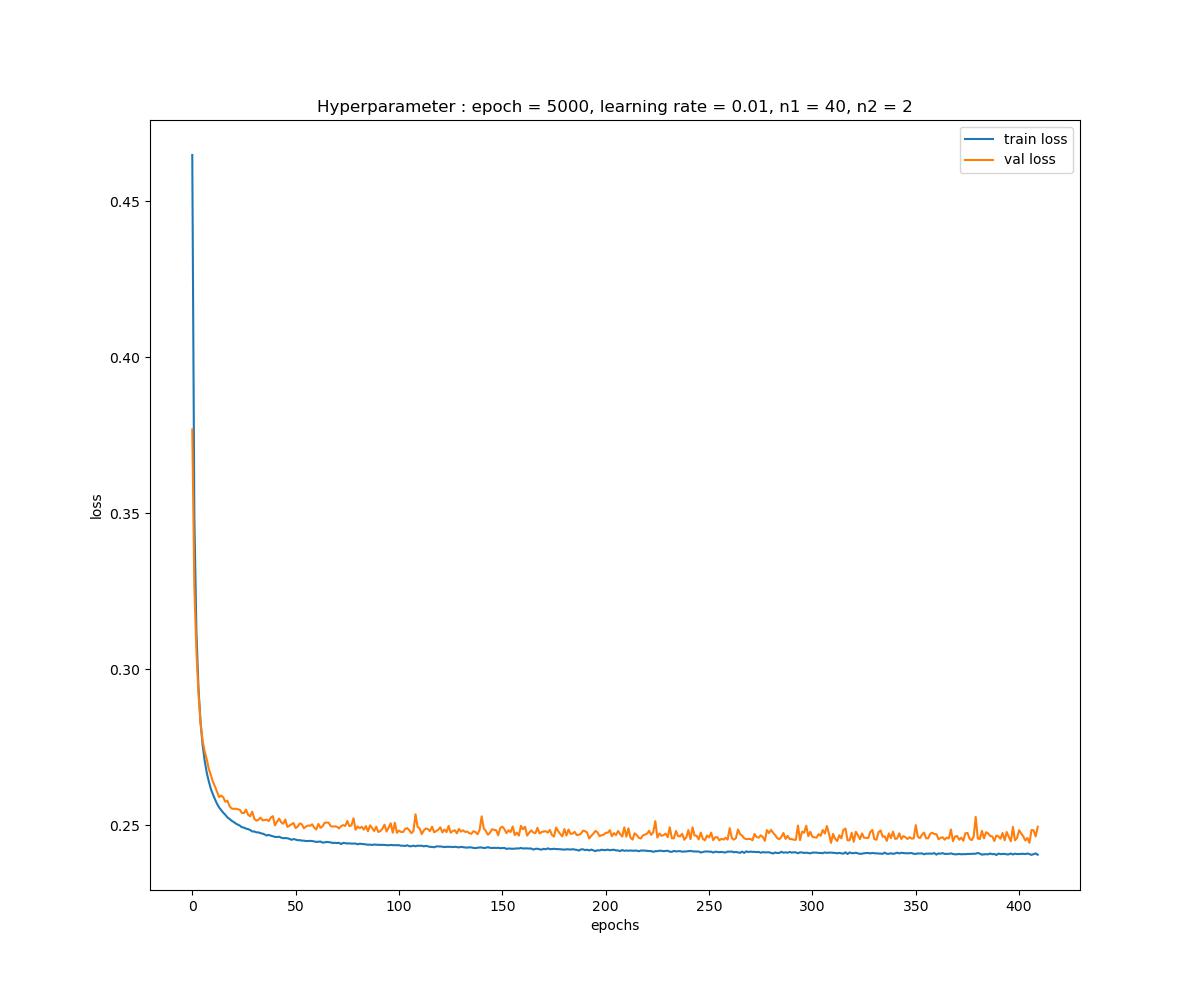 Hyperparameter : epoch = 5000, learning rate = 0.01, n1 = 40, n2 = 2
train loss
val loss
0.45
0.40
0.35
0.30
0.25
loss
0 50 100 150 200 250 300 350 400
epochs